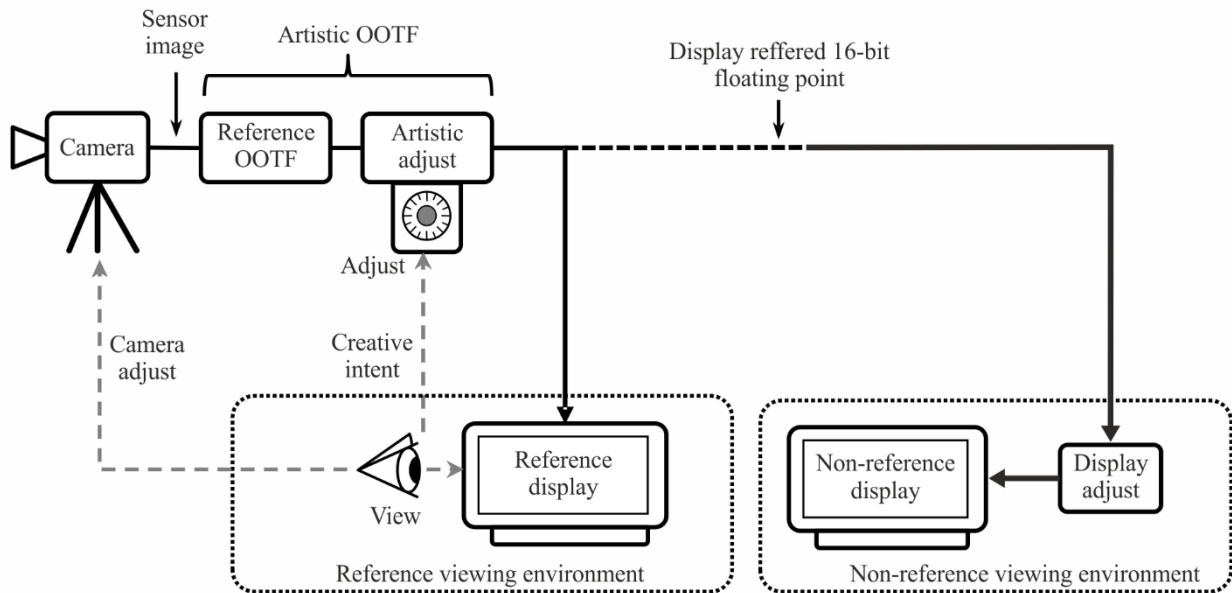 Sensor
image
Artistic OOTF
Display reffered 16-bit
floating point
Camera
Reference
OOTF
Artistic
adjust
Adjust
Camera
adjust
Creative
intent
View
Reference
display
Non-reference
display
Display
adjust
Reference viewing environment
Non-reference viewing environment